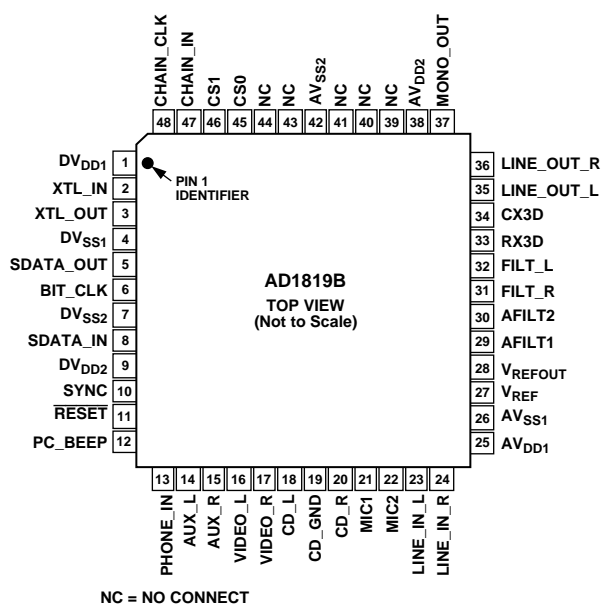 CHAIN_CLK
CHAIN_IN
CS1
CS0
NC
NC
AVSS2
NC
NC
NC
AVDD2
MONO_OUT
48 47 46 45 44 43 42 41 40 39 38 37
DVDD1 1
XTL_IN 2
XTL_OUT 3
DVSS1 4
SDATA_OUT 5
BIT_CLK 6
DVSS2 7
SDATA_IN 8
DVDD2 9
SYNC 10
RESET 11
PC_BEEP 12
PIN 1
IDENTIFIER
AD1819B
TOP VIEW
(Not to Scale)
36 LINE_OUT_R
35 LINE_OUT_L
34 CX3D
33 RX3D
32 FILT_L
31 FILT_R
30 AFILT2
29 AFILT1
28 VREFOUT
27 VREF
26 AVSS1
25 AVDD1
13 14 15 16 17 18 19 20 21 22 23 24
PHONE_IN
AUX_L
AUX_R
VIDEO_L
VIDEO_R
CD_L
CD_GND
CD_R
MIC1
MIC2
LINE_IN_L
LINE_IN_R
NC = NO CONNECT